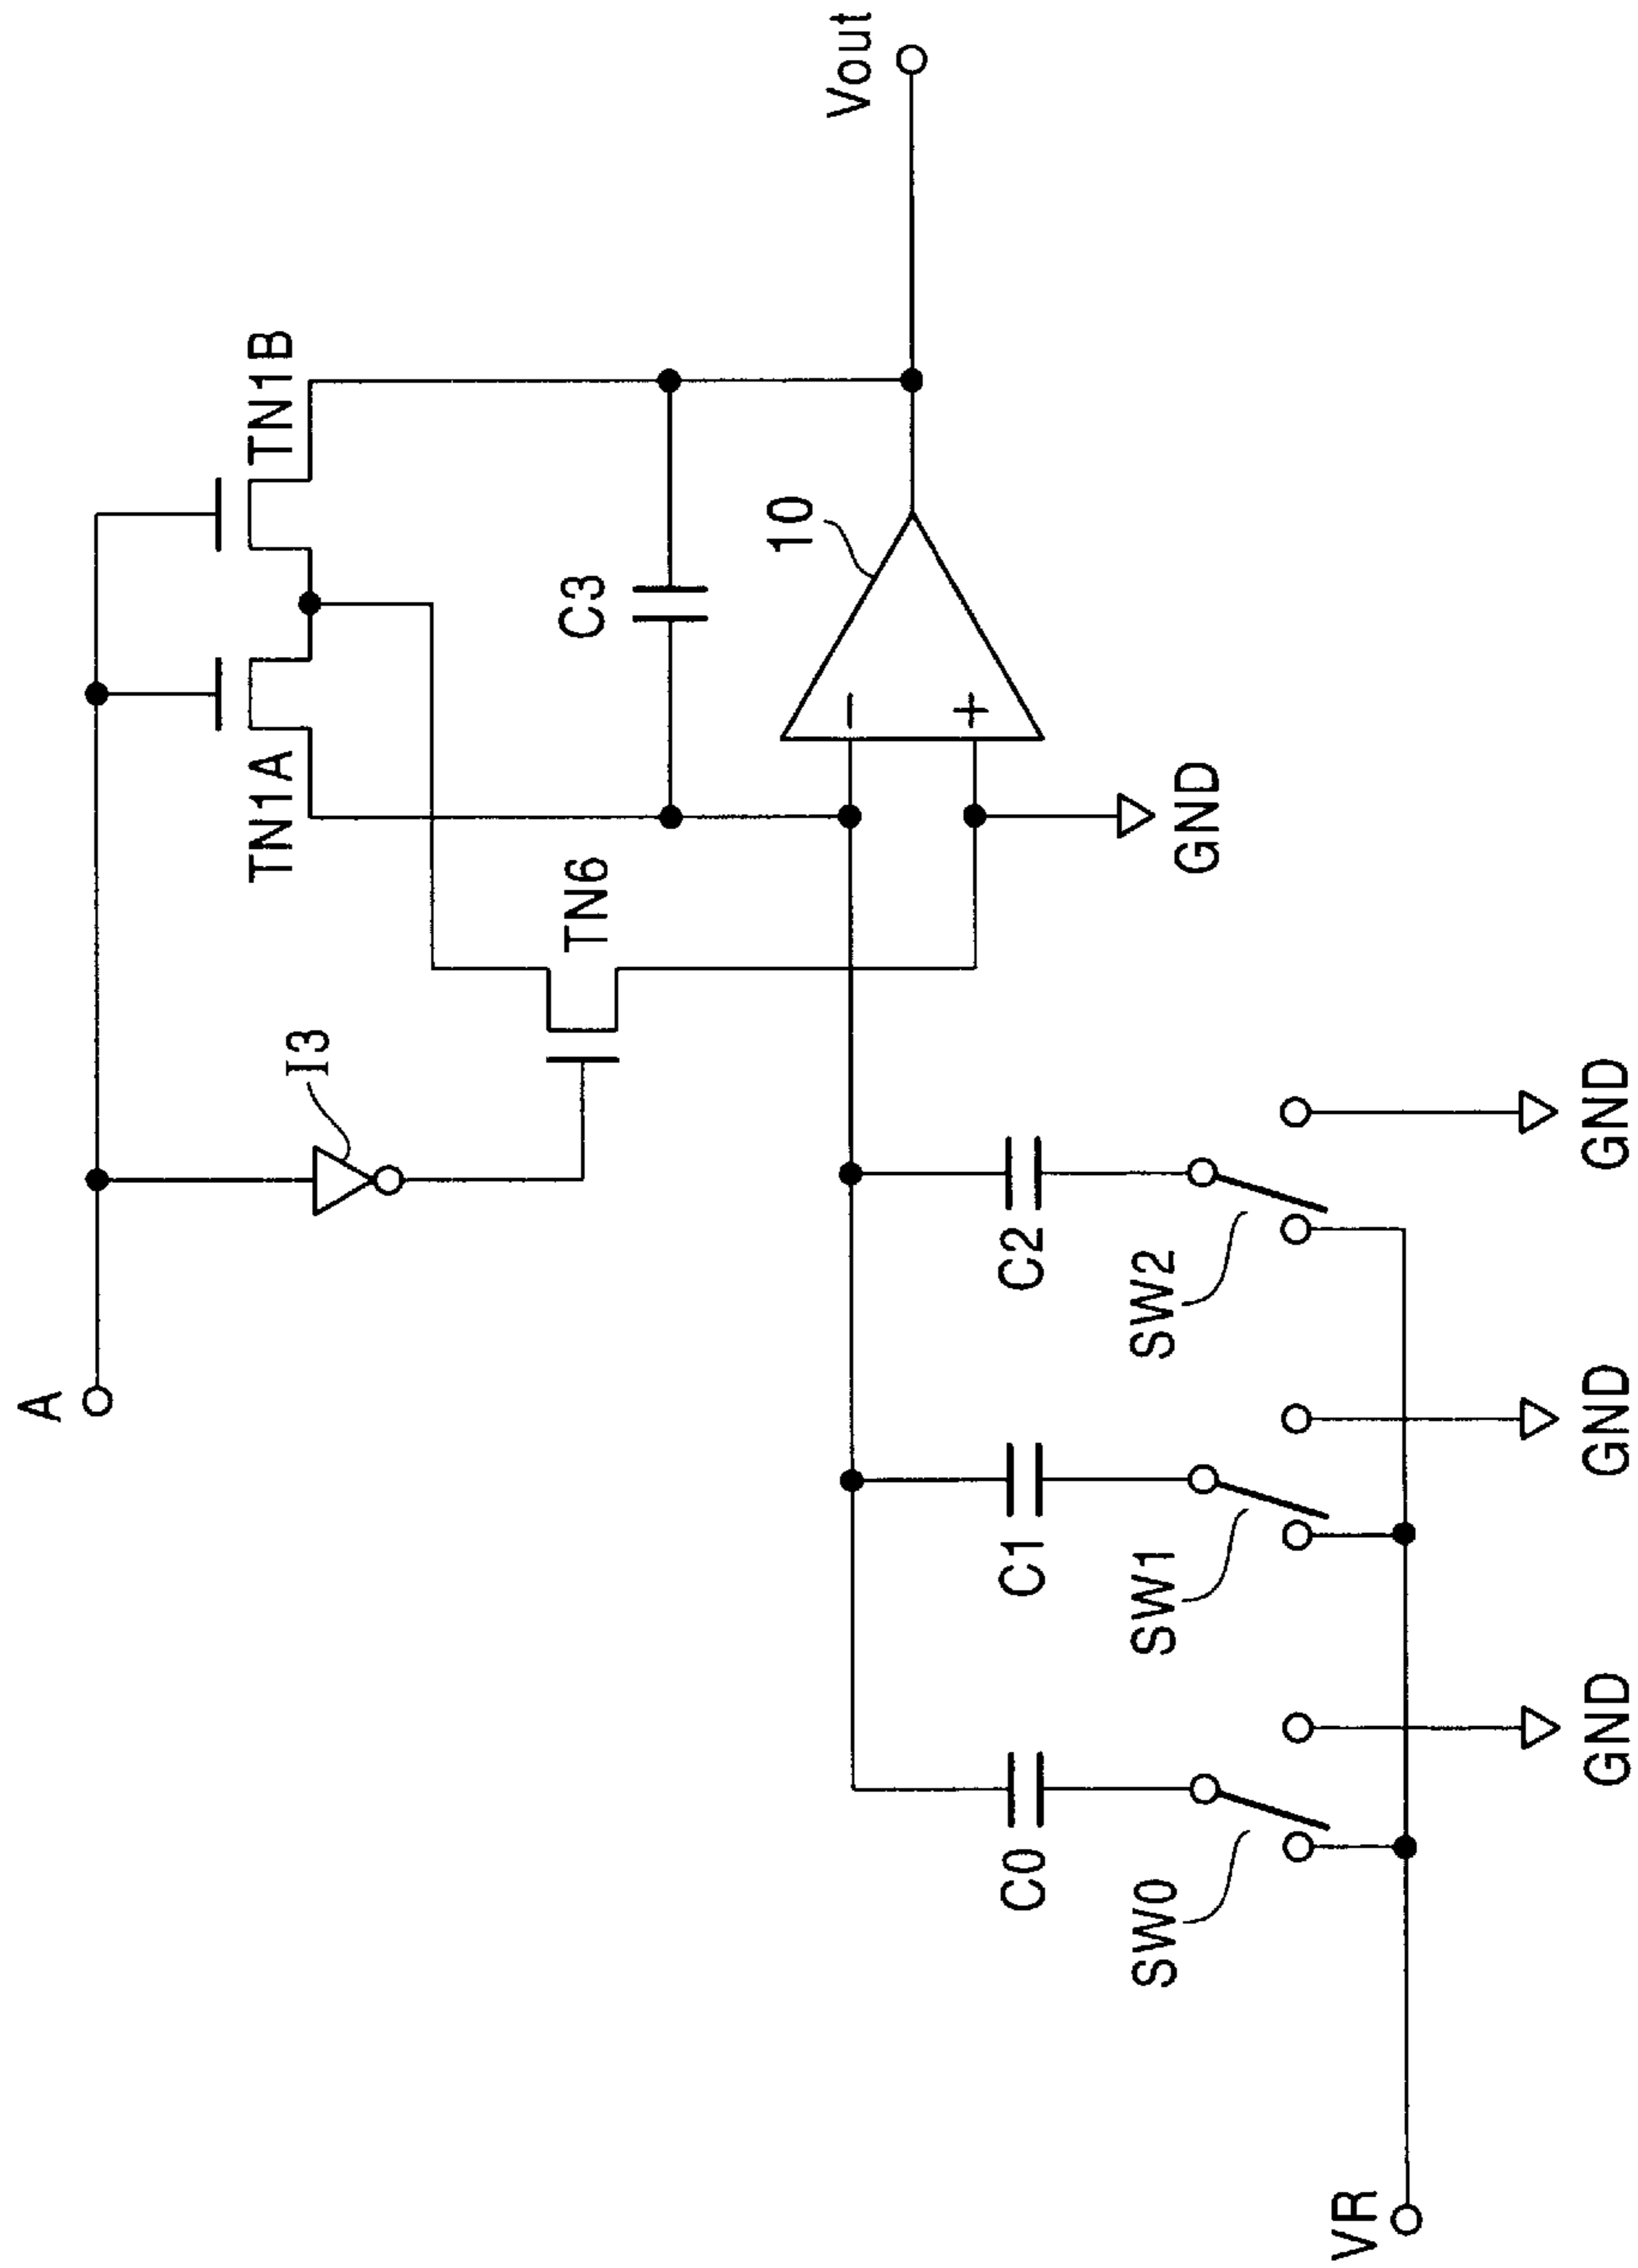 A
I3
TN1A
TN1B
TN6
C3
10
−
+
Vout
GND
C0
C1
C2
SW0
SW1
SW2
VR
GND
GND
GND